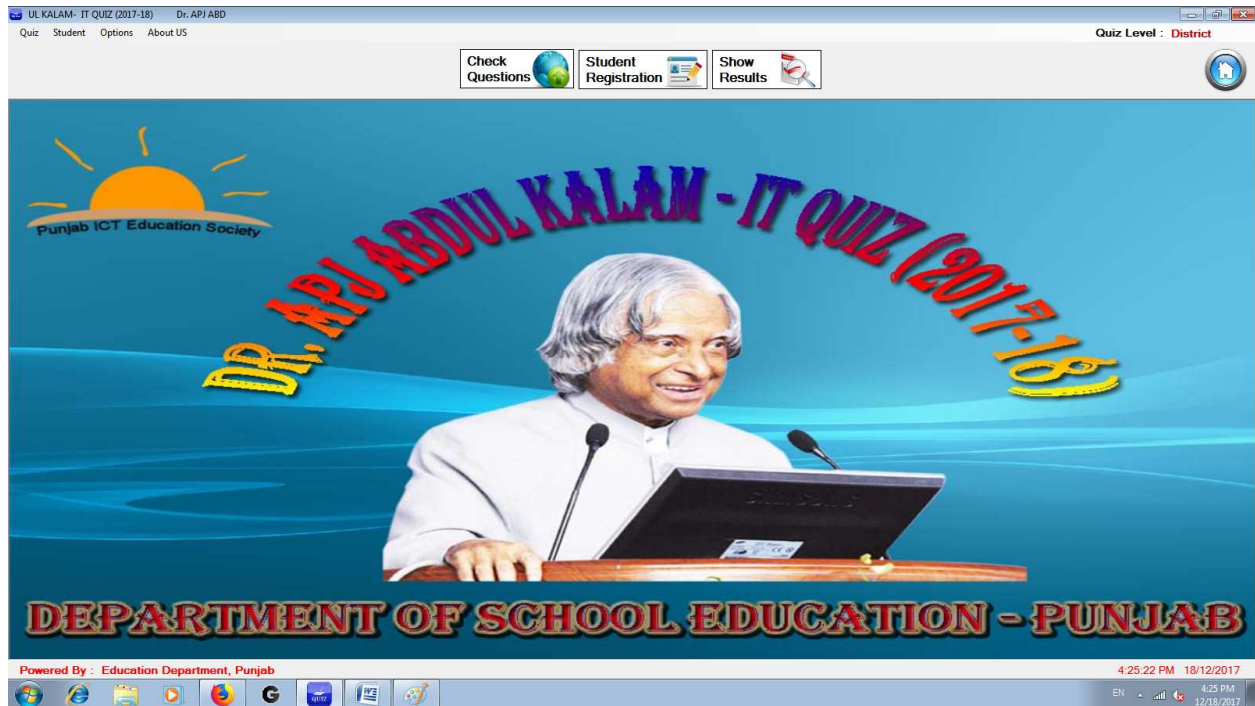 UL KALAM- IT QUIZ (2017-18) Dr. APJ ABD
Quiz Student Options About US
Quiz Level : District
Check Questions
Student Registration
Show Results
Punjab ICT Education Society
DR. APJ ABDUL KALAM - IT QUIZ (2017-18)
SAMSUNG
DEPARTMENT OF SCHOOL EDUCATION - PUNJAB
Powered By : Education Department, Punjab
4:25:22 PM 18/12/2017
QUIZ
EN
4:25 PM
12/18/2017